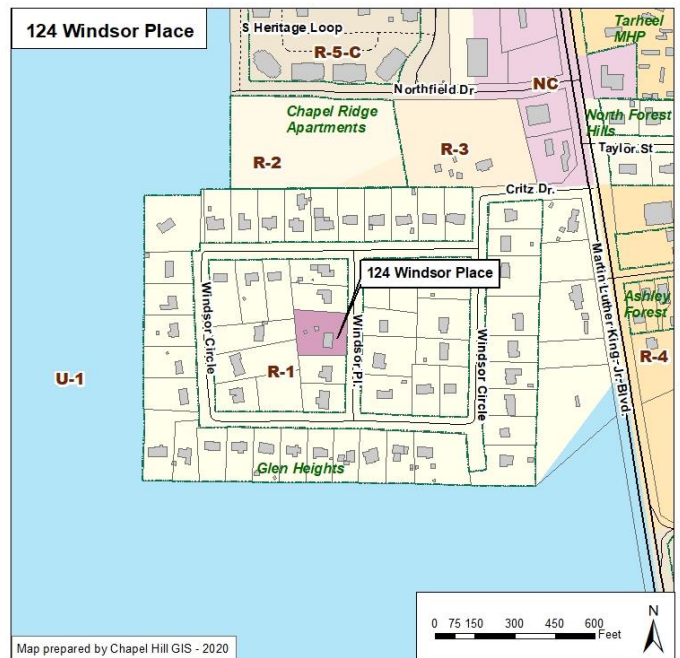 124 Windsor Place
S Heritage Loop
R-5-C
Tarheel
MHP
Northfield Dr
NC
Chapel Ridge
Apartments
North Forest
Hills
R-3
Taylor St
R-2
Critz Dr.
124 Windsor Place
Windsor Circle
Windsor Pl.
Windsor Circle
Martin Luther King Jr. Blvd.
Ashley
Forest
R-4
R-1
U-1
Glen Heights
0 75 150 300 450 600
Feet
N
Map prepared by Chapel Hill GIS - 2020